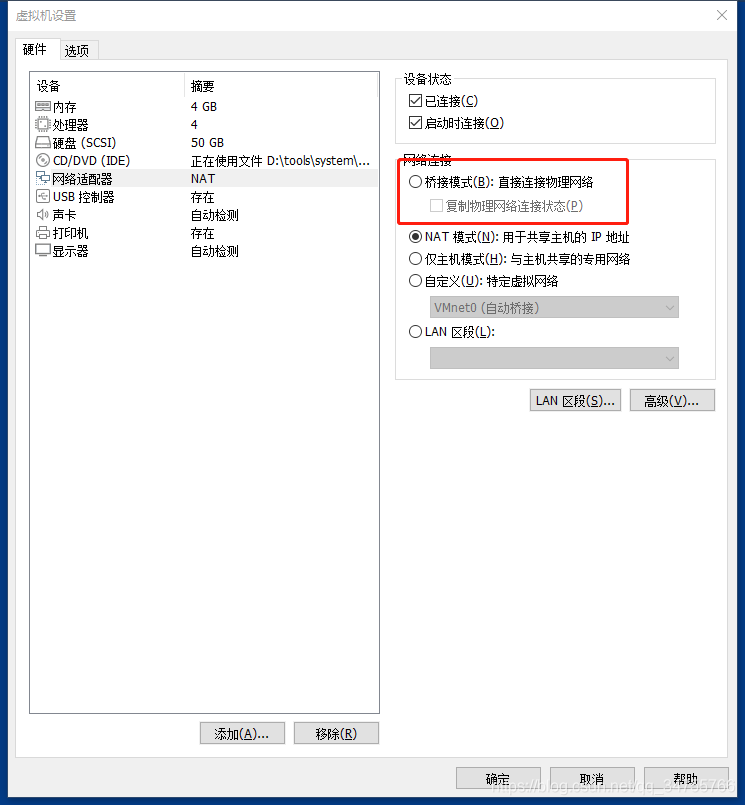 虚拟机设置
硬件 选项
设备 摘要
内存 4 GB
处理器 4
硬盘 (SCSI) 50 GB
CD/DVD (IDE) 正在使用文件 D:\tools\system\...
网络适配器 NAT
USB 控制器 存在
声卡 自动检测
打印机 存在
显示器 自动检测
添加(A)... 移除(R)
设备状态
已连接(C)
启动时连接(O)
网络连接
桥接模式(B): 直接连接物理网络
复制物理网络连接状态(P)
NAT 模式(N): 用于共享主机的 IP 地址
仅主机模式(H): 与主机共享的专用网络
自定义(U): 特定虚拟网络
VMnet0 (自动桥接)
LAN 区段(L):
LAN 区段(S)... 高级(V)...
确定 取消 帮助
https://blog.csdn.net/qq_34765766